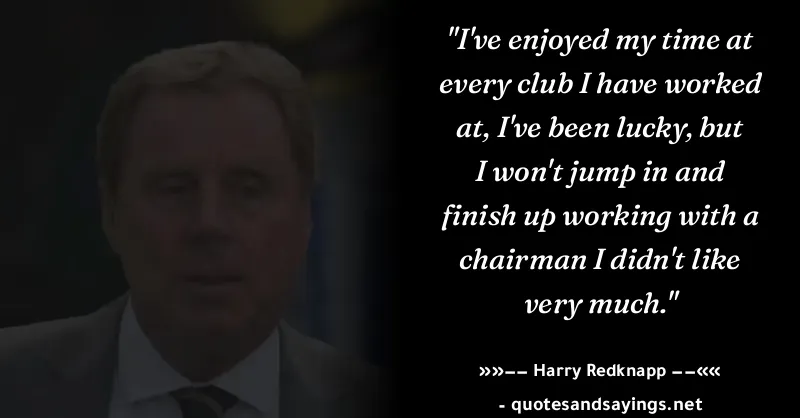 "I've enjoyed my time at
every club I have worked
at, I've been lucky, but
I won't jump in and
finish up working with a
chairman I didn't like
very much."
»»−− Harry Redknapp −−««
- quotesandsayings.net